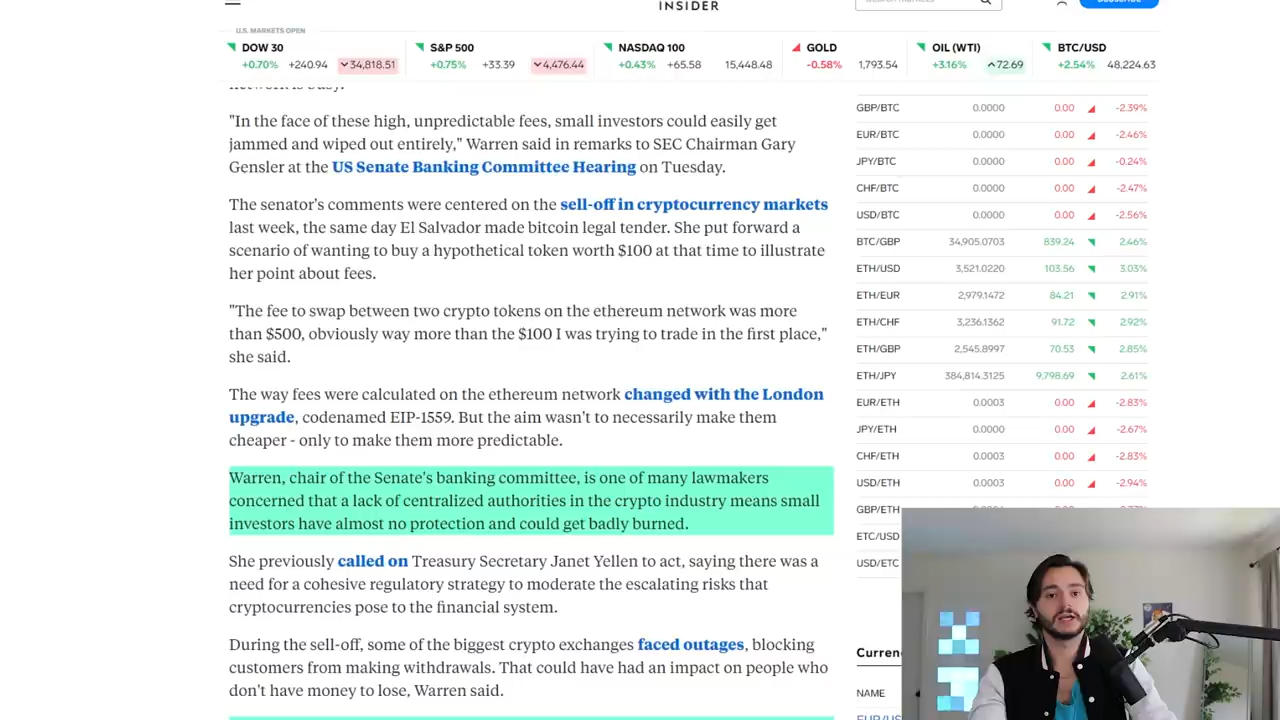 INSIDER
U.S. MARKETS OPEN
DOW 30
+0.70% +240.94 34,818.51
S&P 500
+0.75% +33.39 4,476.44
NASDAQ 100
+0.43% +65.58 15,448.48
GOLD
-0.58% 1,793.54
OIL (WTI)
+3.16% 72.69
BTC/USD
+2.54% 48,224.63
"In the face of these high, unpredictable fees, small investors could easily get
jammed and wiped out entirely," Warren said in remarks to SEC Chairman Gary
Gensler at the US Senate Banking Committee Hearing on Tuesday.
The senator's comments were centered on the sell-off in cryptocurrency markets
last week, the same day El Salvador made bitcoin legal tender. She put forward a
scenario of wanting to buy a hypothetical token worth $100 at that time to illustrate
her point about fees.
"The fee to swap between two crypto tokens on the ethereum network was more
than $500, obviously way more than the $100 I was trying to trade in the first place,"
she said.
The way fees were calculated on the ethereum network changed with the London
upgrade, codenamed EIP-1559. But the aim wasn't to necessarily make them
cheaper - only to make them more predictable.
Warren, chair of the Senate's banking committee, is one of many lawmakers
concerned that a lack of centralized authorities in the crypto industry means small
investors have almost no protection and could get badly burned.
She previously called on Treasury Secretary Janet Yellen to act, saying there was a
need for a cohesive regulatory strategy to moderate the escalating risks that
cryptocurrencies pose to the financial system.
During the sell-off, some of the biggest crypto exchanges faced outages, blocking
customers from making withdrawals. That could have had an impact on people who
don't have money to lose, Warren said.
GBP/BTC 0.0000 0.00 -2.39%
EUR/BTC 0.0000 0.00 -2.46%
JPY/BTC 0.0000 0.00 -0.24%
CHF/BTC 0.0000 0.00 -2.47%
USD/BTC 0.0000 0.00 -2.56%
BTC/GBP 34,905.0703 839.24 2.46%
ETH/USD 3,521.0220 103.56 3.03%
ETH/EUR 2,979.1472 84.21 2.91%
ETH/CHF 3,236.1362 91.72 2.92%
ETH/GBP 2,545.8997 70.53 2.85%
ETH/JPY 384,814.3125 9,798.69 2.61%
EUR/ETH 0.0003 0.00 -2.83%
JPY/ETH 0.0000 0.00 -2.67%
CHF/ETH 0.0003 0.00 -2.83%
USD/ETH 0.0003 0.00 -2.94%
GBP/ETH
ETC/USD
USD/ETC
Curren
NAME